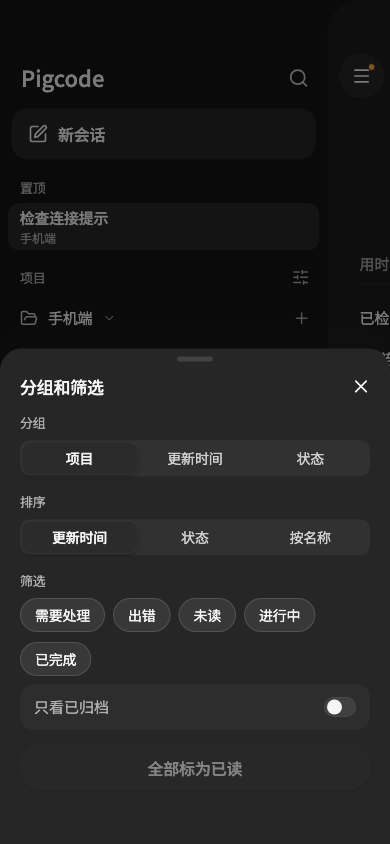 Pigcode
新会话
置顶
检查连接提示
手机端
项目
用时
手机端
已检
分组和筛选
分组
项目 更新时间 状态
排序
更新时间 状态 按名称
筛选
需要处理 出错 未读 进行中
已完成
只看已归档
全部标为已读